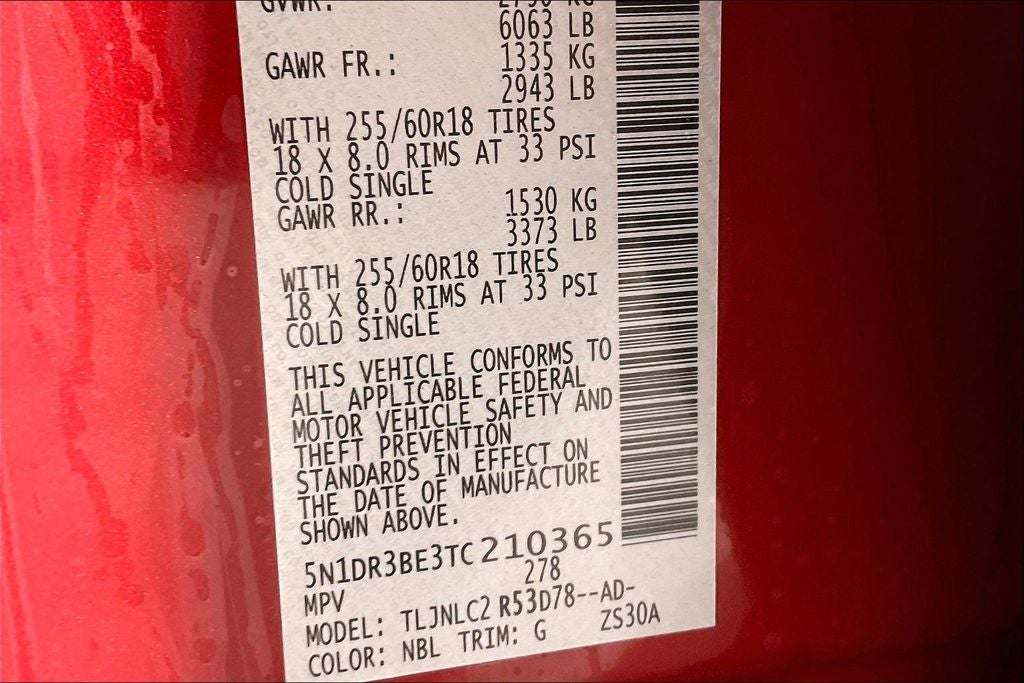 GVWR:
6063 LB
GAWR FR.: 1335 KG
2943 LB
WITH 255/60R18 TIRES
18 X 8.0 RIMS AT 33 PSI
COLD SINGLE
GAWR RR.: 1530 KG
3373 LB
WITH 255/60R18 TIRES
18 X 8.0 RIMS AT 33 PSI
COLD SINGLE
THIS VEHICLE CONFORMS TO
ALL APPLICABLE FEDERAL
MOTOR VEHICLE SAFETY AND
THEFT PREVENTION
STANDARDS IN EFFECT ON
THE DATE OF MANUFACTURE
SHOWN ABOVE.
5N1DR3BE3TC210365
MPV 278
MODEL: TLJNLC2 R53D78--AD-
COLOR: NBL TRIM: G ZS30A